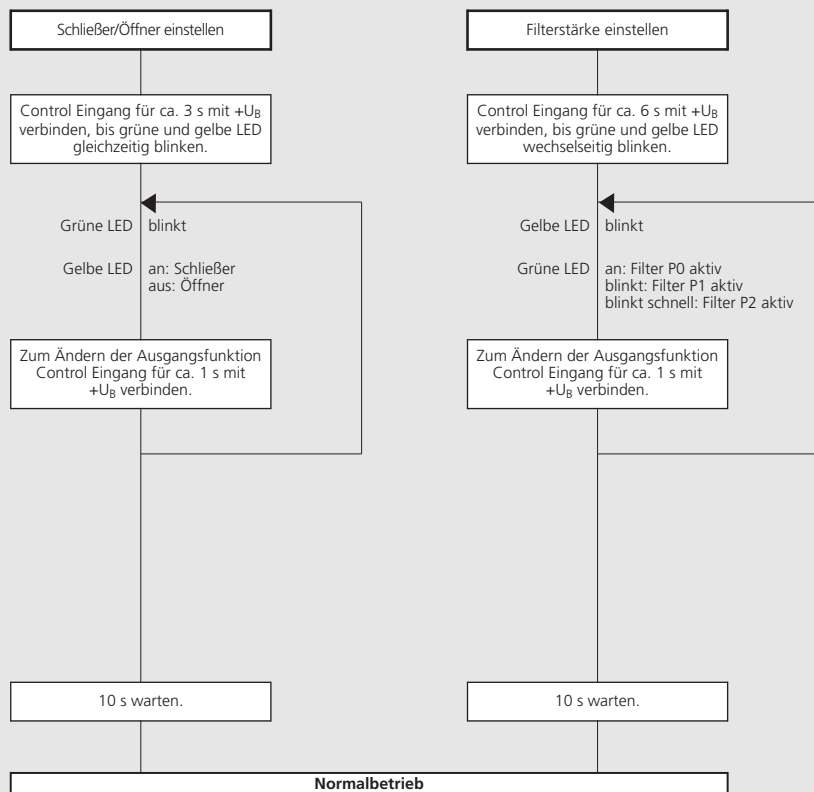 Schließer/Öffner einstellen
Control Eingang für ca. 3 s mit +UB
verbinden, bis grüne und gelbe LED
gleichzeitig blinken.
Grüne LED blinkt
Gelbe LED an: Schließer
aus: Öffner
Zum Ändern der Ausgangsfunktion
Control Eingang für ca. 1 s mit
+UB verbinden.
10 s warten.
Filterstärke einstellen
Control Eingang für ca. 6 s mit +UB
verbinden, bis grüne und gelbe LED
wechselseitig blinken.
Gelbe LED blinkt
Grüne LED an: Filter P0 aktiv
blinkt: Filter P1 aktiv
blinkt schnell: Filter P2 aktiv
Zum Ändern der Ausgangsfunktion
Control Eingang für ca. 1 s mit
+UB verbinden.
10 s warten.
Normalbetrieb